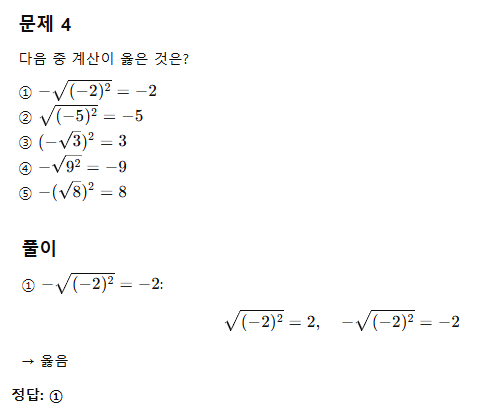 문제 4
다음 중 계산이 옳은 것은?
① −√(−2)² = −2
② √(−5)² = −5
③ (−√3)² = 3
④ −√9² = −9
⑤ −(√8)² = 8
풀이
① −√(−2)² = −2:
√(−2)² = 2, −√(−2)² = −2
→ 옳음
정답: ①